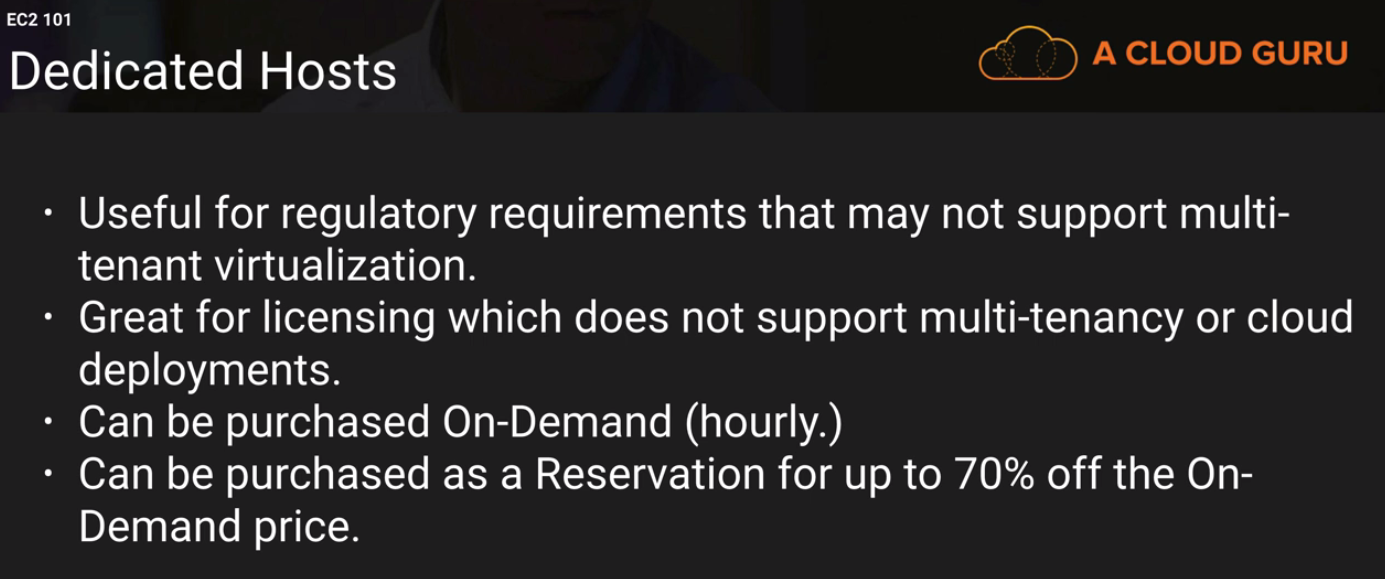 EC2 101
Dedicated Hosts
A CLOUD GURU
• Useful for regulatory requirements that may not support multi-
tenant virtualization.
• Great for licensing which does not support multi-tenancy or cloud
deployments.
• Can be purchased On-Demand (hourly.)
• Can be purchased as a Reservation for up to 70% off the On-
Demand price.